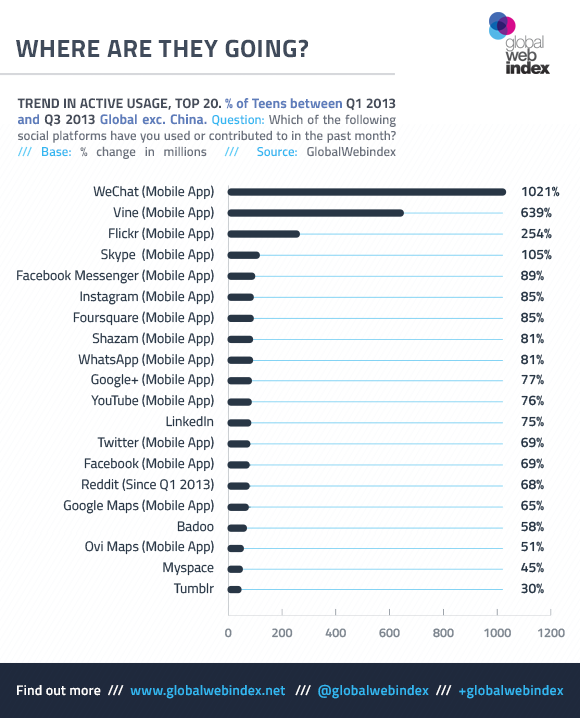 global
web
index
WHERE ARE THEY GOING?
TREND IN ACTIVE USAGE, TOP 20. % of Teens between Q1 2013
and Q3 2013 Global exc. China. Question: Which of the following
social platforms have you used or contributed to in the past month?
/// Base: % change in millions /// Source: GlobalWebindex
WeChat (Mobile App) 1021%
Vine (Mobile App) 639%
Flickr (Mobile App) 254%
Skype (Mobile App) 105%
Facebook Messenger (Mobile App) 89%
Instagram (Mobile App) 85%
Foursquare (Mobile App) 85%
Shazam (Mobile App) 81%
WhatsApp (Mobile App) 81%
Google+ (Mobile App) 77%
YouTube (Mobile App) 76%
LinkedIn 75%
Twitter (Mobile App) 69%
Facebook (Mobile App) 69%
Reddit (Since Q1 2013) 68%
Google Maps (Mobile App) 65%
Badoo 58%
Ovi Maps (Mobile App) 51%
Myspace 45%
Tumblr 30%
0 200 400 600 800 1000 1200
Find out more /// www.globalwebindex.net /// @globalwebindex /// +globalwebindex